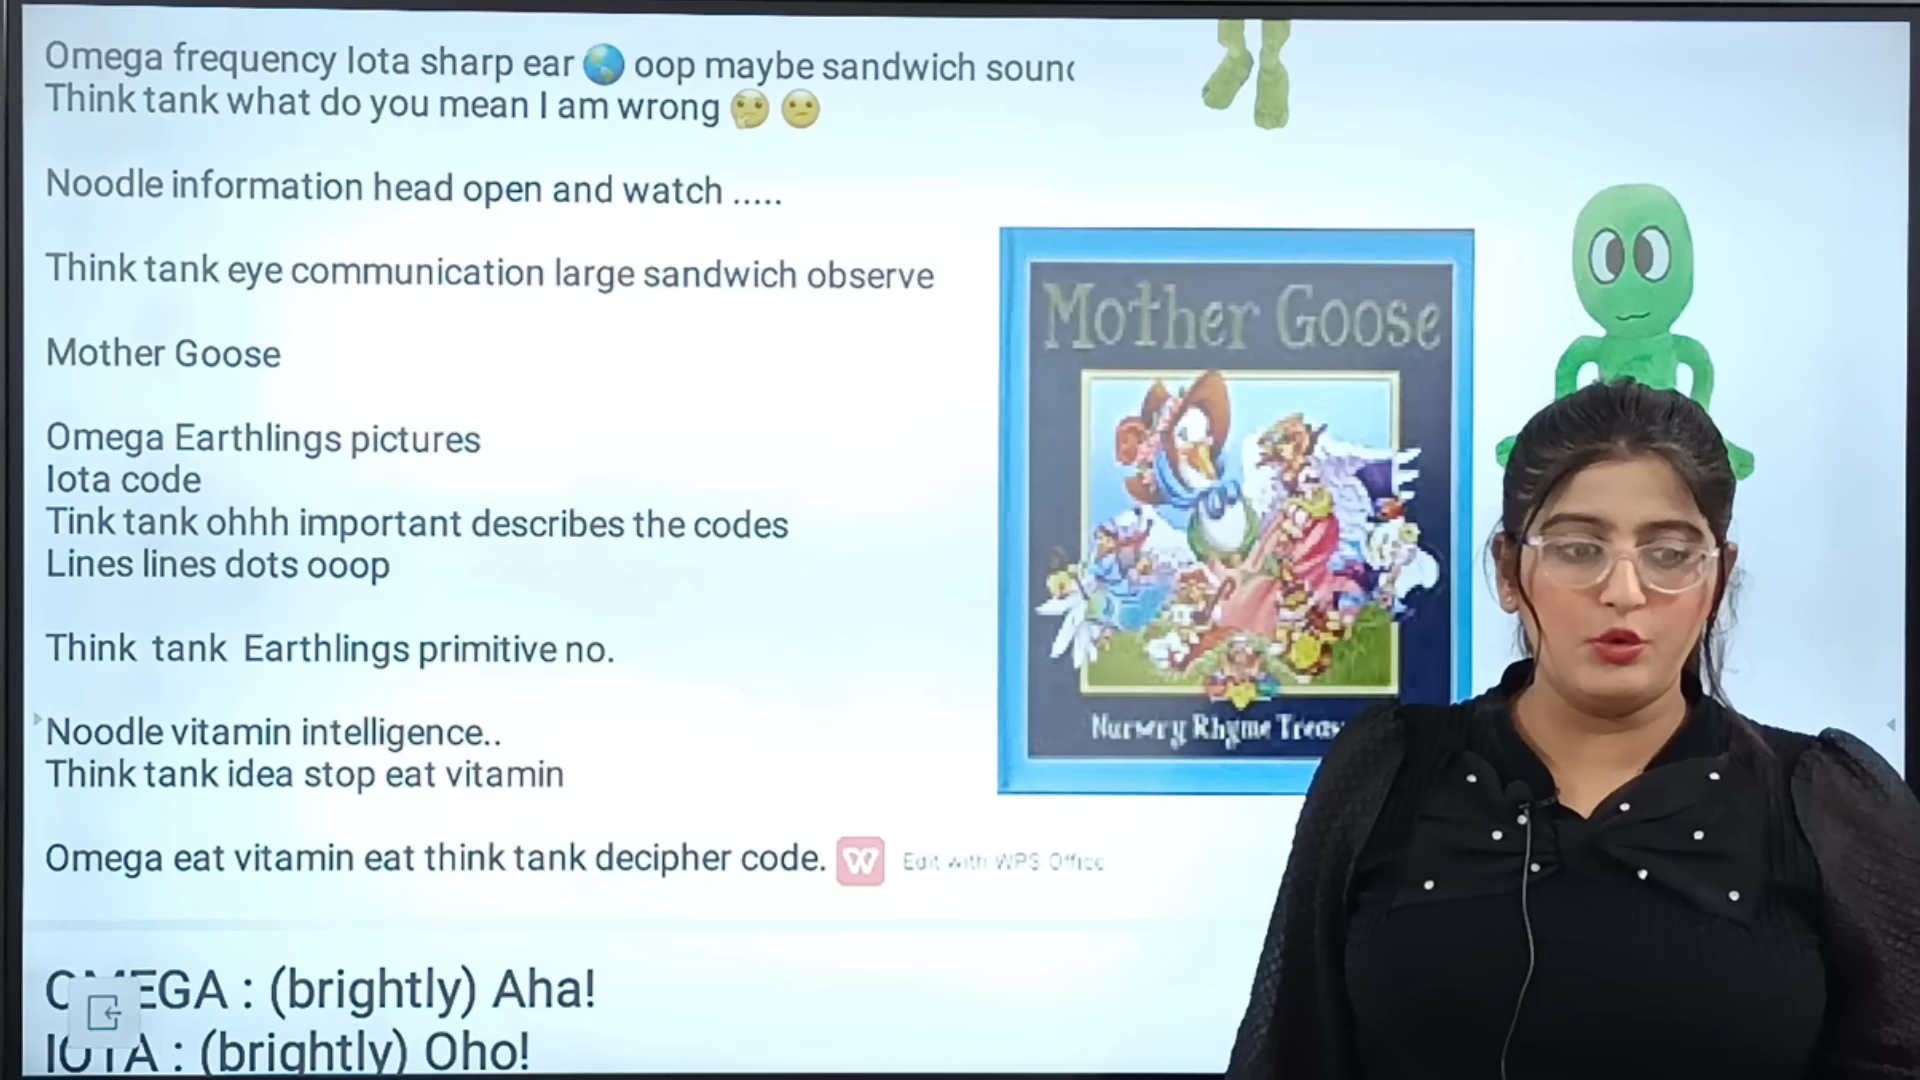 Omega frequency Iota sharp ear 🌎 oop maybe sandwich
Think tank what do you mean I am wrong 🤔 😕
Noodle information head open and watch .....
Think tank eye communication large sandwich observe
Mother Goose
Omega Earthlings pictures
Iota code
Tink tank ohhh important describes the codes
Lines lines dots ooop
Think tank Earthlings primitive no.
Noodle vitamin intelligence..
Think tank idea stop eat vitamin
Omega eat vitamin eat think tank decipher code.
Edit with WPS Office
OMEGA : (brightly) Aha!
IOTA : (brightly) Oho!
Mother Goose
Nursery Rhyme